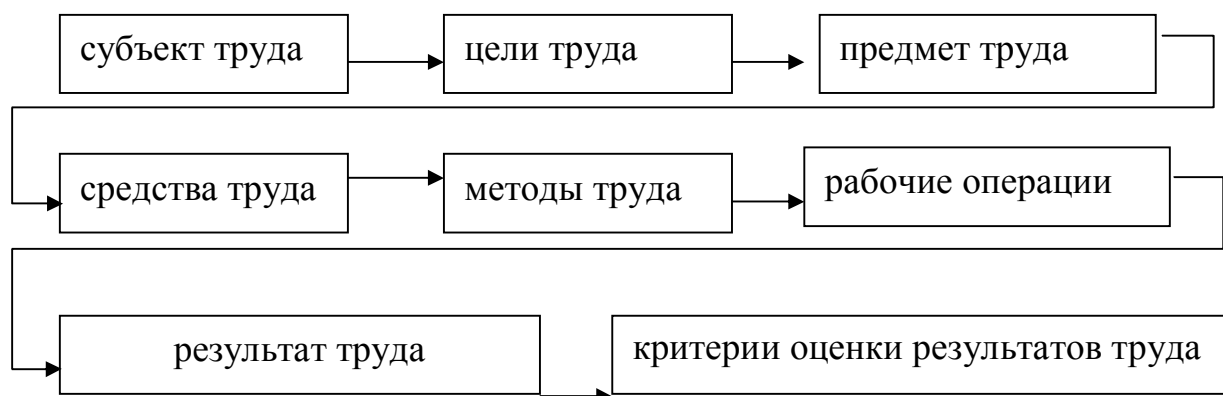 субъект труда
цели труда
предмет труда
средства труда
методы труда
рабочие операции
результат труда
критерии оценки результатов труда